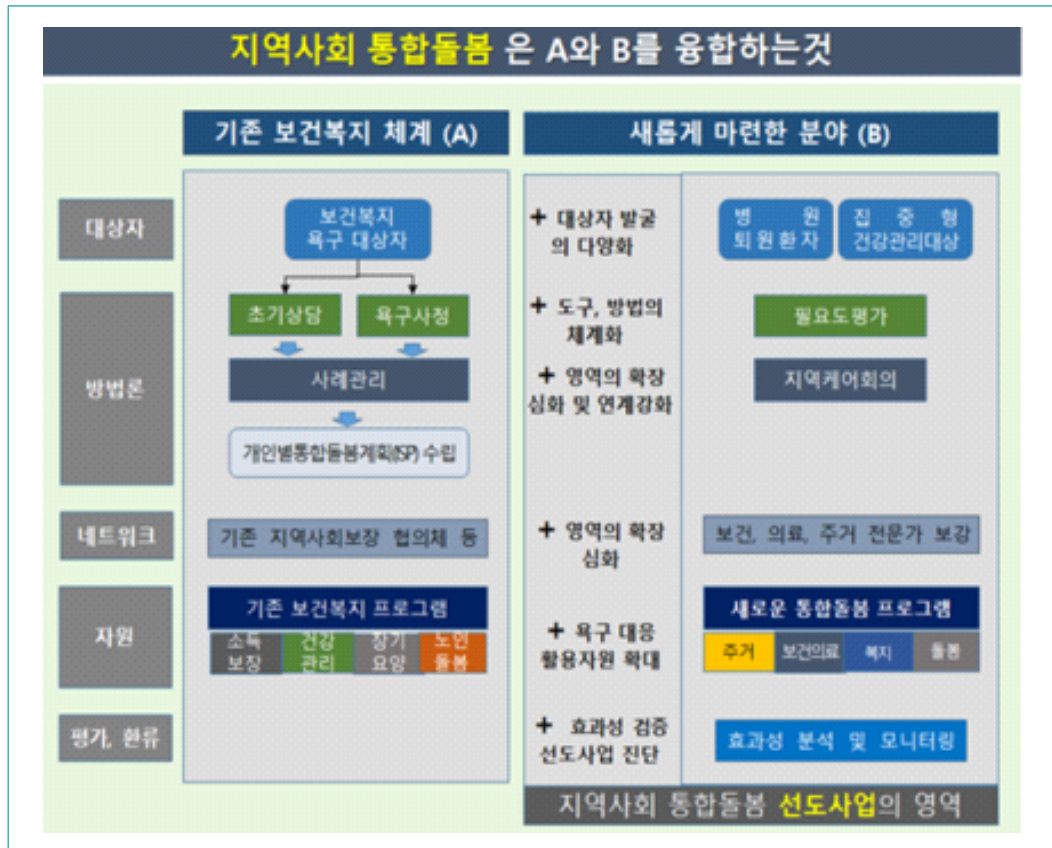 지역사회 통합돌봄 은 A와 B를 융합하는것
기존 보건복지 체계 (A)
새롭게 마련한 분야 (B)
대상자
보건복지
욕구 대상자
+ 대상자 발굴
의 다양화
병 원
퇴원환자
집 중 형
건강관리대상
방법론
초기상담
욕구사정
+ 도구, 방법의
체계화
필요도평가
사례관리
+ 영역의 확장
심화 및 연계강화
지역케어회의
개인별통합돌봄계획(ISP) 수립
네트워크
기존 지역사회보장 협의체 등
+ 영역의 확장
심화
보건, 의료, 주거 전문가 보강
자원
기존 보건복지 프로그램
소득
보장
건강
관리
장기
요양
노인
돌봄
+ 욕구 대응
활용자원 확대
새로운 통합돌봄 프로그램
주거
보건의료
복지
돌봄
평가, 환류
+ 효과성 검증
선도사업 진단
효과성 분석 및 모니터링
지역사회 통합돌봄 선도사업의 영역